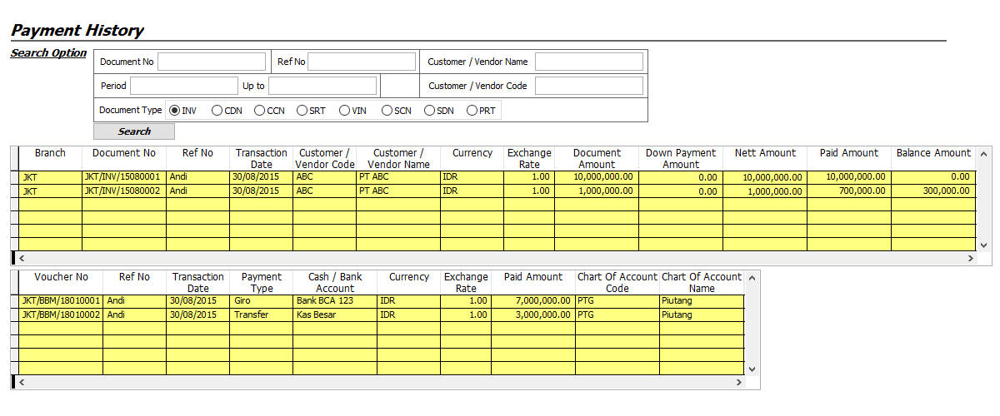 Payment History
Search Option
Document No Ref No Customer / Vendor Name
Period Up to Customer / Vendor Code
Document Type INV CDN CCN SRT VIN SCN SDN PRT
Search
Branch Document No Ref No Transaction Date Customer / Vendor Code Customer / Vendor Name Currency Exchange Rate Document Amount Down Payment Amount Nett Amount Paid Amount Balance Amount
JKT JKT/INV/15080001 Andi 30/08/2015 ABC PT ABC IDR 1.00 10,000,000.00 0.00 10,000,000.00 10,000,000.00 0.00
JKT JKT/INV/15080002 Andi 30/08/2015 ABC PT ABC IDR 1.00 1,000,000.00 0.00 1,000,000.00 700,000.00 300,000.00
Voucher No Ref No Transaction Date Payment Type Cash / Bank Account Currency Exchange Rate Paid Amount Chart Of Account Code Chart Of Account Name
JKT/BBM/18010001 Andi 30/08/2015 Giro Bank BCA 123 IDR 1.00 7,000,000.00 PTG Piutang
JKT/BBM/18010002 Andi 30/08/2015 Transfer Kas Besar IDR 1.00 3,000,000.00 PTG Piutang